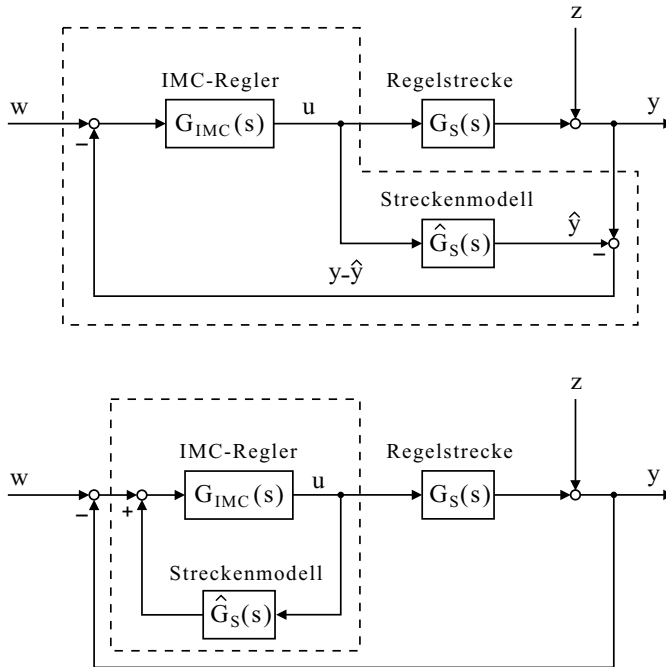 z
IMC-Regler Regelstrecke
w u y
G_IMC(s) G_S(s)
−
Streckenmodell
Ĝ_S(s) ŷ
−
y-ŷ
z
IMC-Regler Regelstrecke
w u y
G_IMC(s) G_S(s)
− +
Streckenmodell
Ĝ_S(s)